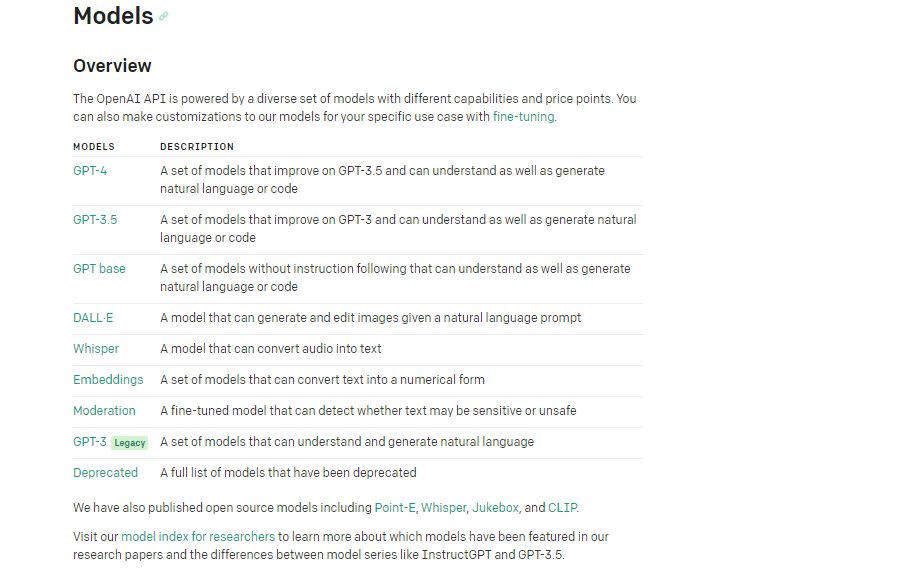 Models
Overview
The OpenAI API is powered by a diverse set of models with different capabilities and price points. You
can also make customizations to our models for your specific use case with fine-tuning.
MODELS DESCRIPTION
GPT-4 A set of models that improve on GPT-3.5 and can understand as well as generate
natural language or code
GPT-3.5 A set of models that improve on GPT-3 and can understand as well as generate natural
language or code
GPT base A set of models without instruction following that can understand as well as generate
natural language or code
DALL·E A model that can generate and edit images given a natural language prompt
Whisper A model that can convert audio into text
Embeddings A set of models that can convert text into a numerical form
Moderation A fine-tuned model that can detect whether text may be sensitive or unsafe
GPT-3 Legacy A set of models that can understand and generate natural language
Deprecated A full list of models that have been deprecated
We have also published open source models including Point-E, Whisper, Jukebox, and CLIP.
Visit our model index for researchers to learn more about which models have been featured in our
research papers and the differences between model series like InstructGPT and GPT-3.5.